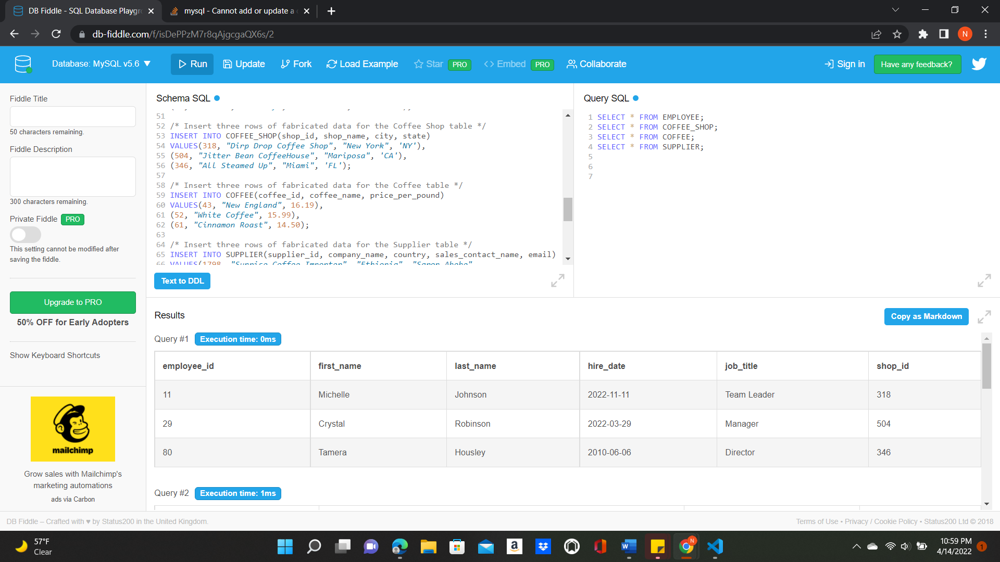 DB Fiddle - SQL Database Playgr
mysql - Cannot add or update a
db-fiddle.com/f/isDePPzM7r8qAjgcgaQX6s/2
N
Database: MySQL v5.6 ▼
Run
Update
Fork
Load Example
Star PRO
Embed PRO
Collaborate
Sign in
Have any feedback?
Fiddle Title
50 characters remaining.
Fiddle Description
300 characters remaining.
Private Fiddle PRO
This setting cannot be modified after
saving the fiddle.
Upgrade to PRO
50% OFF for Early Adopters
Show Keyboard Shortcuts
mailchimp
Grow sales with Mailchimp's
marketing automations
ads via Carbon
Schema SQL
51
52 /* Insert three rows of fabricated data for the Coffee Shop table */
53 INSERT INTO COFFEE_SHOP(shop_id, shop_name, city, state)
54 VALUES(318, "Dirp Drop Coffee Shop", "New York", 'NY'),
55 (504, "Jitter Bean CoffeeHouse", "Mariposa", 'CA'),
56 (346, "All Steamed Up", "Miami", 'FL');
57
58 /* Insert three rows of fabricated data for the Coffee table */
59 INSERT INTO COFFEE(coffee_id, coffee_name, price_per_pound)
60 VALUES(43, "New England", 16.19),
61 (52, "White Coffee", 15.99),
62 (61, "Cinnamon Roast", 14.50);
63
64 /* Insert three rows of fabricated data for the Supplier table */
65 INSERT INTO SUPPLIER(supplier_id, company_name, country, sales_contact_name, email)
66 VALUES(1798, "Sunrise Coffee Importer", "Ethiopia",
Text to DDL
Query SQL
1 SELECT * FROM EMPLOYEE;
2 SELECT * FROM COFFEE_SHOP;
3 SELECT * FROM COFFEE;
4 SELECT * FROM SUPPLIER;
5
6
7
Results
Copy as Markdown
Query #1 Execution time: 0ms
employee_id first_name last_name hire_date job_title shop_id
11 Michelle Johnson 2022-11-11 Team Leader 318
29 Crystal Robinson 2022-03-29 Manager 504
80 Tamera Housley 2010-06-06 Director 346
Query #2 Execution time: 1ms
DB Fiddle – Crafted with ♥ by Status200 in the United Kingdom.
Terms of Use • Privacy / Cookie Policy • Status200 Ltd © 2018
57°F
Clear
10:59 PM
4/14/2022
1